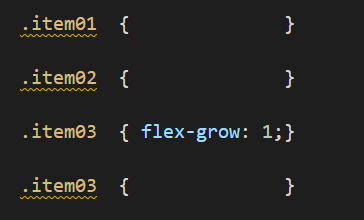 .item01 { }
.item02 { }
.item03 { flex-grow: 1;}
.item03 { }